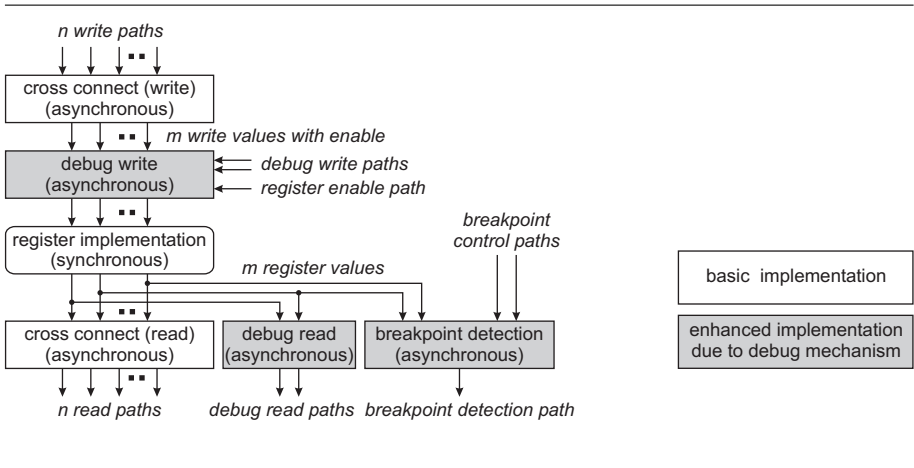 n write paths
cross connect (write)
(asynchronous)
m write values with enable
debug write
(asynchronous)
debug write paths
register enable path
register implementation
(synchronous)
breakpoint
control paths
m register values
basic implementation
cross connect (read)
(asynchronous)
debug read
(asynchronous)
breakpoint detection
(asynchronous)
enhanced implementation
due to debug mechanism
n read paths
debug read paths
breakpoint detection path